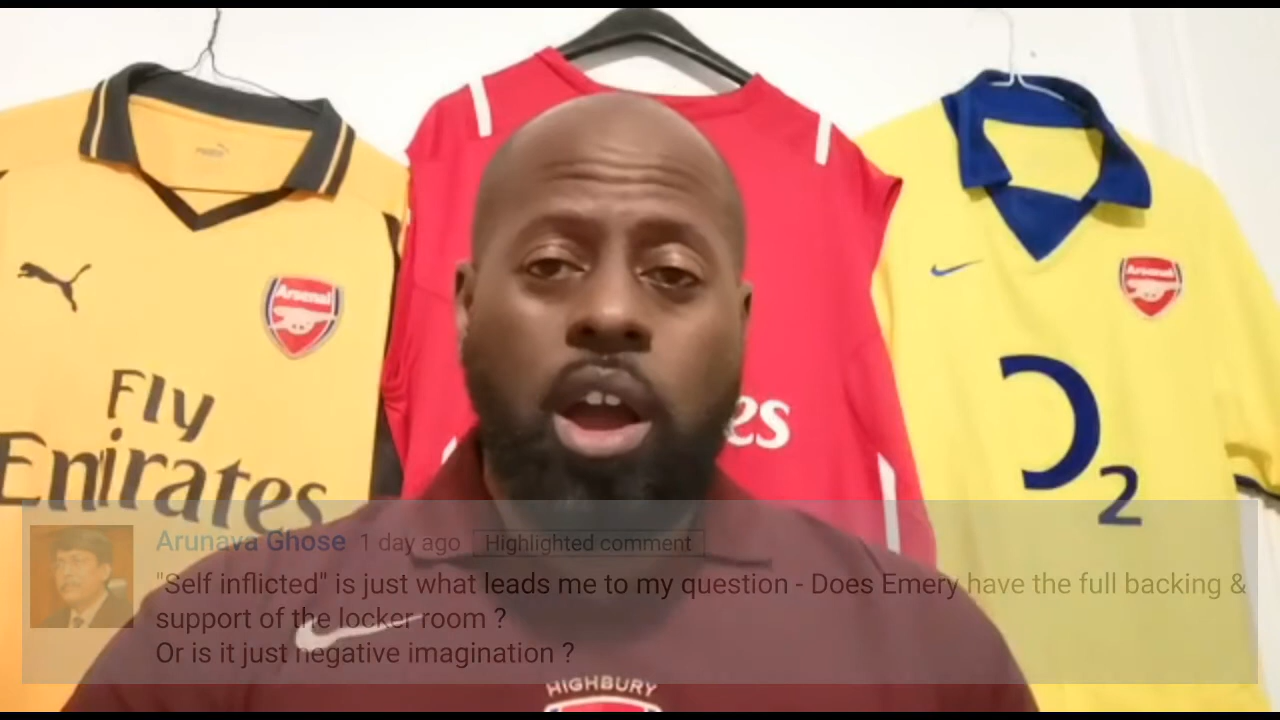 Arsenal
Arsenal
Fly
Emirates
es
O2
Arunava Ghose 1 day ago Highlighted comment
"Self inflicted" is just what leads me to my question - Does Emery have the full backing &
support of the locker room ?
Or is it just negative imagination ?
HIGHBURY